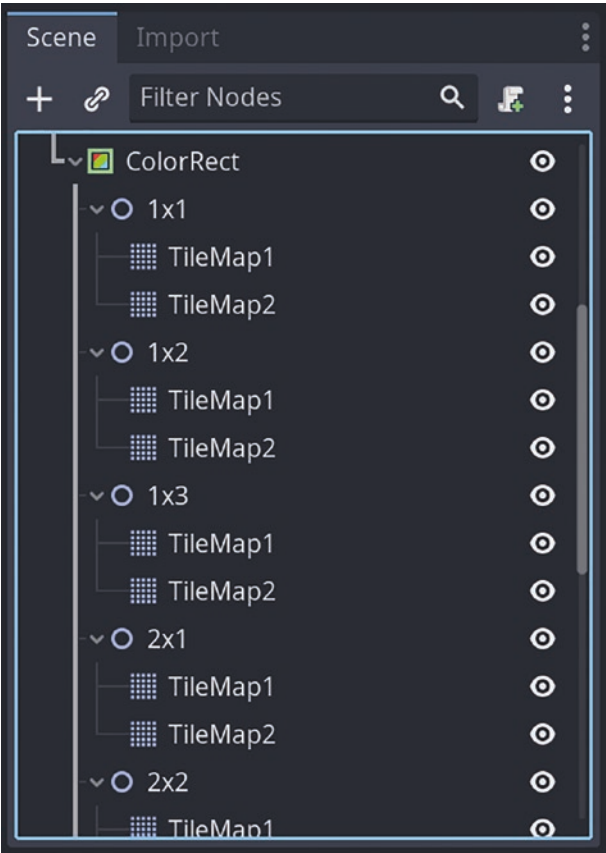 Scene Import
Filter Nodes
ColorRect
1x1
TileMap1
TileMap2
1x2
TileMap1
TileMap2
1x3
TileMap1
TileMap2
2x1
TileMap1
TileMap2
2x2
TileMap1